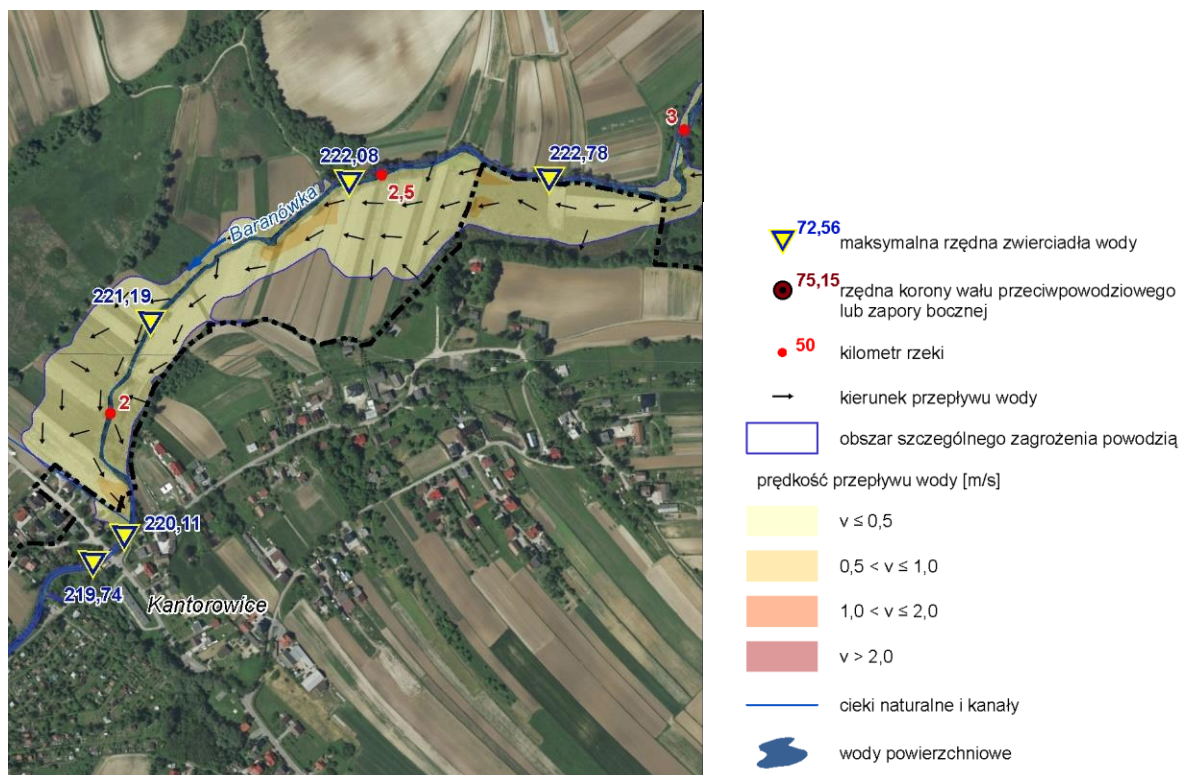 3
222,08
222,78
2,5
Baranówka
221,19
2
220,11
219,74
Kantorowice
72,56
maksymalna rzędna zwierciadła wody
75,15
rzędna korony wału przeciwpowodziowego
lub zapory bocznej
50
kilometr rzeki
kierunek przepływu wody
obszar szczególnego zagrożenia powodzią
prędkość przepływu wody [m/s]
v ≤ 0,5
0,5 < v ≤ 1,0
1,0 < v ≤ 2,0
v > 2,0
cieki naturalne i kanały
wody powierzchniowe